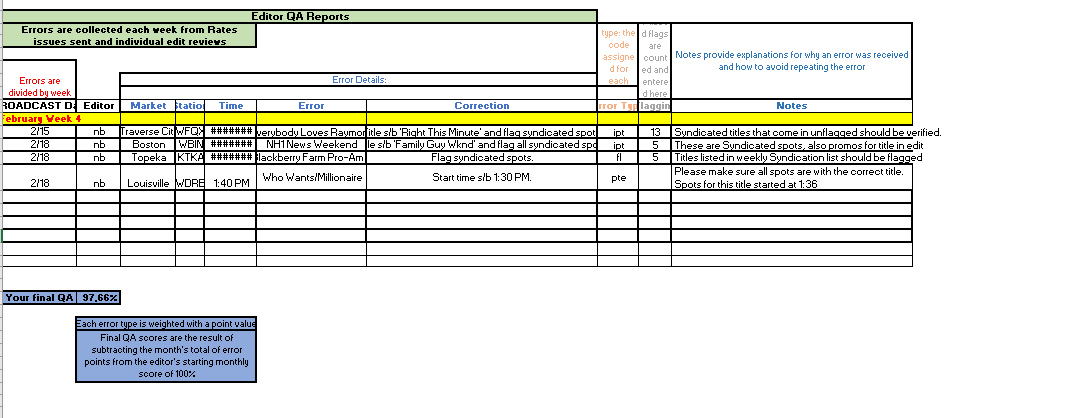 Editor QA Reports
Errors are collected each week from Rates
issues sent and individual edit reviews
type: the
code
assigne
d for
each
d flags
are
count
ed and
entere
d here
Notes provide explanations for why an error was received
and how to avoid repeating the error
Errors are
divided by week
Error Details:
ROADCAST DA Editor Market Statio Time Error Correction rror Typ laggin Notes
February Week 4
2/15 nb Traverse Cit WFQX ####### verybody Loves Raymon itle s/b 'Right This Minute' and flag syndicated spot ipt 13 Syndicated titles that come in unflagged should be verified.
2/18 nb Boston WBIN ####### NH1 News Weekend le s/b 'Family Guy Wknd' and flag all syndicated spo ipt 5 These are Syndicated spots, also promos for title in edit
2/18 nb Topeka KTKA ####### lackberry Farm Pro-Am Flag syndicated spots. fl 5 Titles listed in weekly Syndication list should be flagged
2/18 nb Louisville WDRB 1:40 PM Who Wants/Millionaire Start time s/b 1:30 PM. pte Please make sure all spots are with the correct title.
Spots for this title started at 1:36
Your final QA 97.66%
Each error type is weighted with a point value
Final QA scores are the result of
subtracting the month's total of error
points from the editor's starting monthly
score of 100%